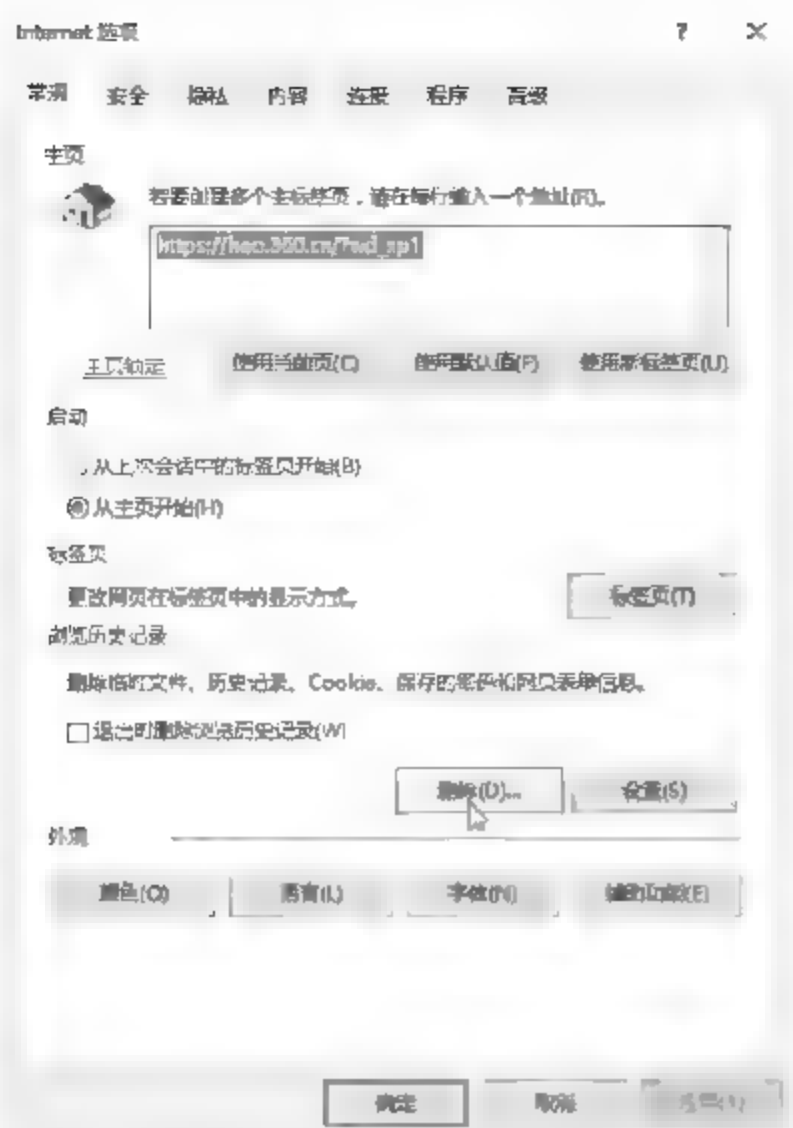 Internet 选项
常规 安全 隐私 内容 连接 程序 高级
主页
若要创建多个主标签页，请在每行输入一个地址(R)。
主页锁定 使用当前页(C) 使用默认值(F) 使用新标签页(U)
启动
从上次会话中的标签页开始(B)
从主页开始(H)
标签页
更改网页在标签页中的显示方式。 标签页(T)
浏览历史记录
删除临时文件、历史记录、Cookie、保存的密码和网页表单信息。
退出时删除浏览历史记录(W)
删除(D)... 设置(S)
外观
颜色(O) 语言(L) 字体(N) 辅助功能(E)
确定 取消